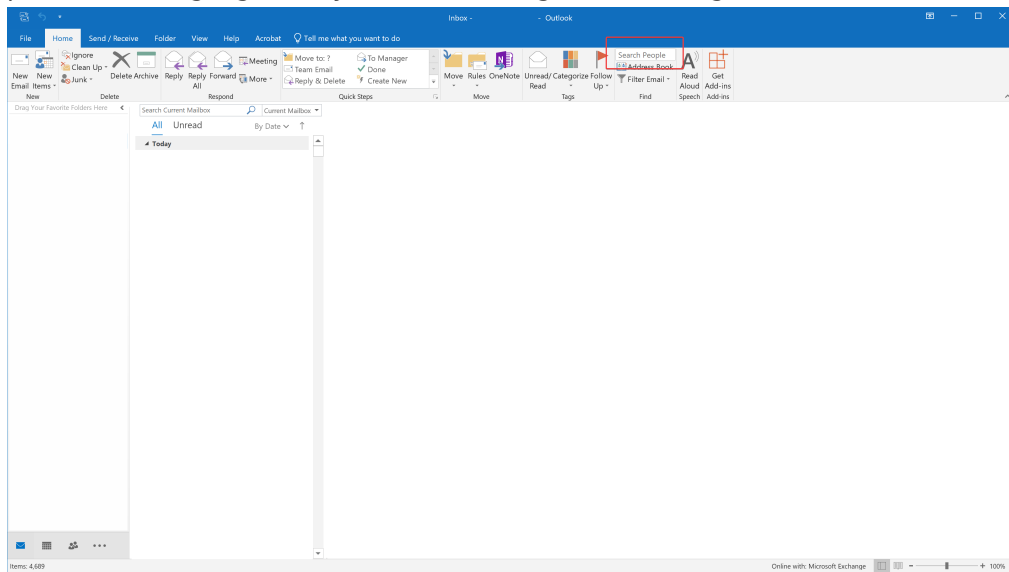 Inbox - - Outlook
File Home Send / Receive Folder View Help Acrobat Tell me what you want to do
New Email
New Items
Ignore
Clean Up
Junk
Delete
Archive
Reply
Reply All
Forward
Meeting
More
Move to: ?
Team Email
Reply & Delete
To Manager
Done
Create New
Move
Rules
OneNote
Unread/ Read
Categorize
Follow Up
Search People
Address Book
Filter Email
Read Aloud
Get Add-ins
New Delete Respond Quick Steps Move Tags Find Speech Add-ins
Drag Your Favorite Folders Here
Search Current Mailbox Current Mailbox
All Unread By Date
Today
Items: 4,689
Online with: Microsoft Exchange
100%